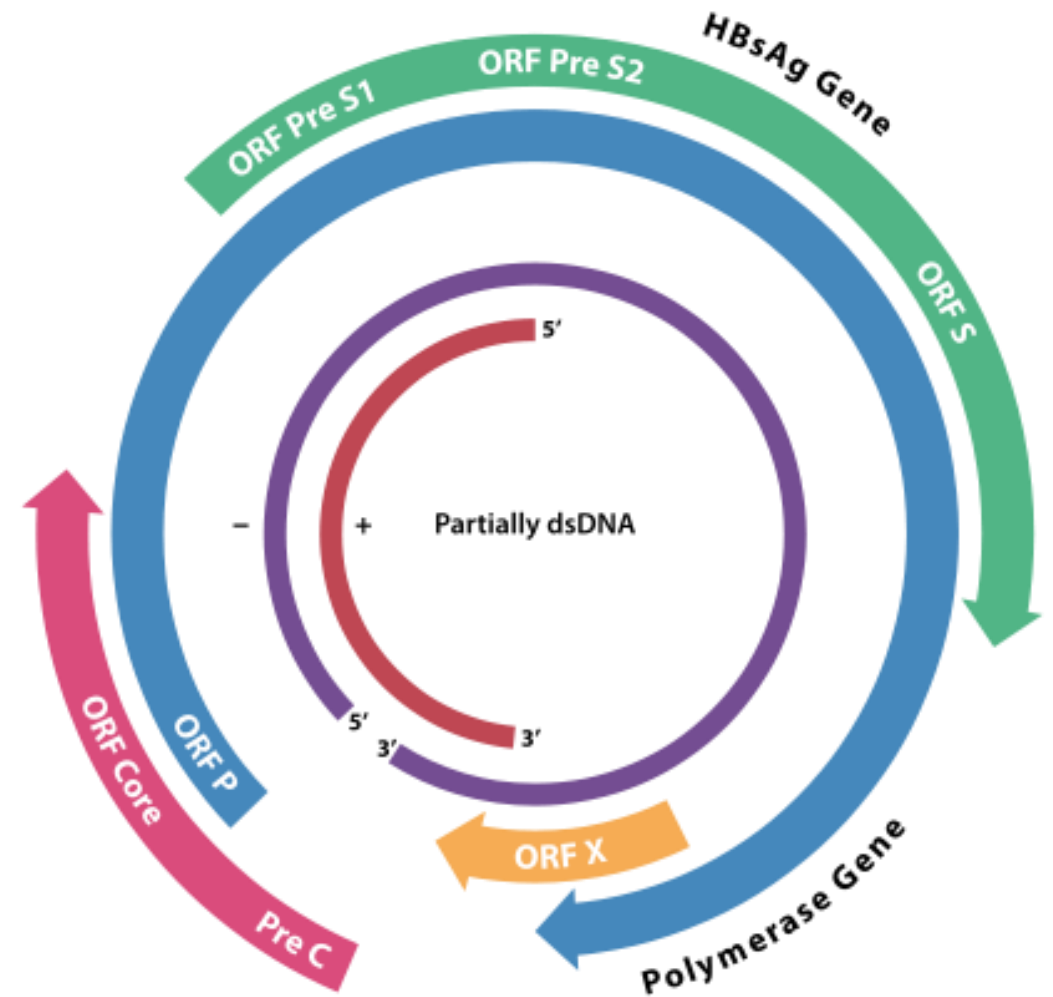 HBsAg Gene
ORF Pre S1
ORF Pre S2
ORF S
5′
−
+
Partially dsDNA
5′
3′
3′
ORF P
ORF Core
Pre C
ORF X
Polymerase Gene